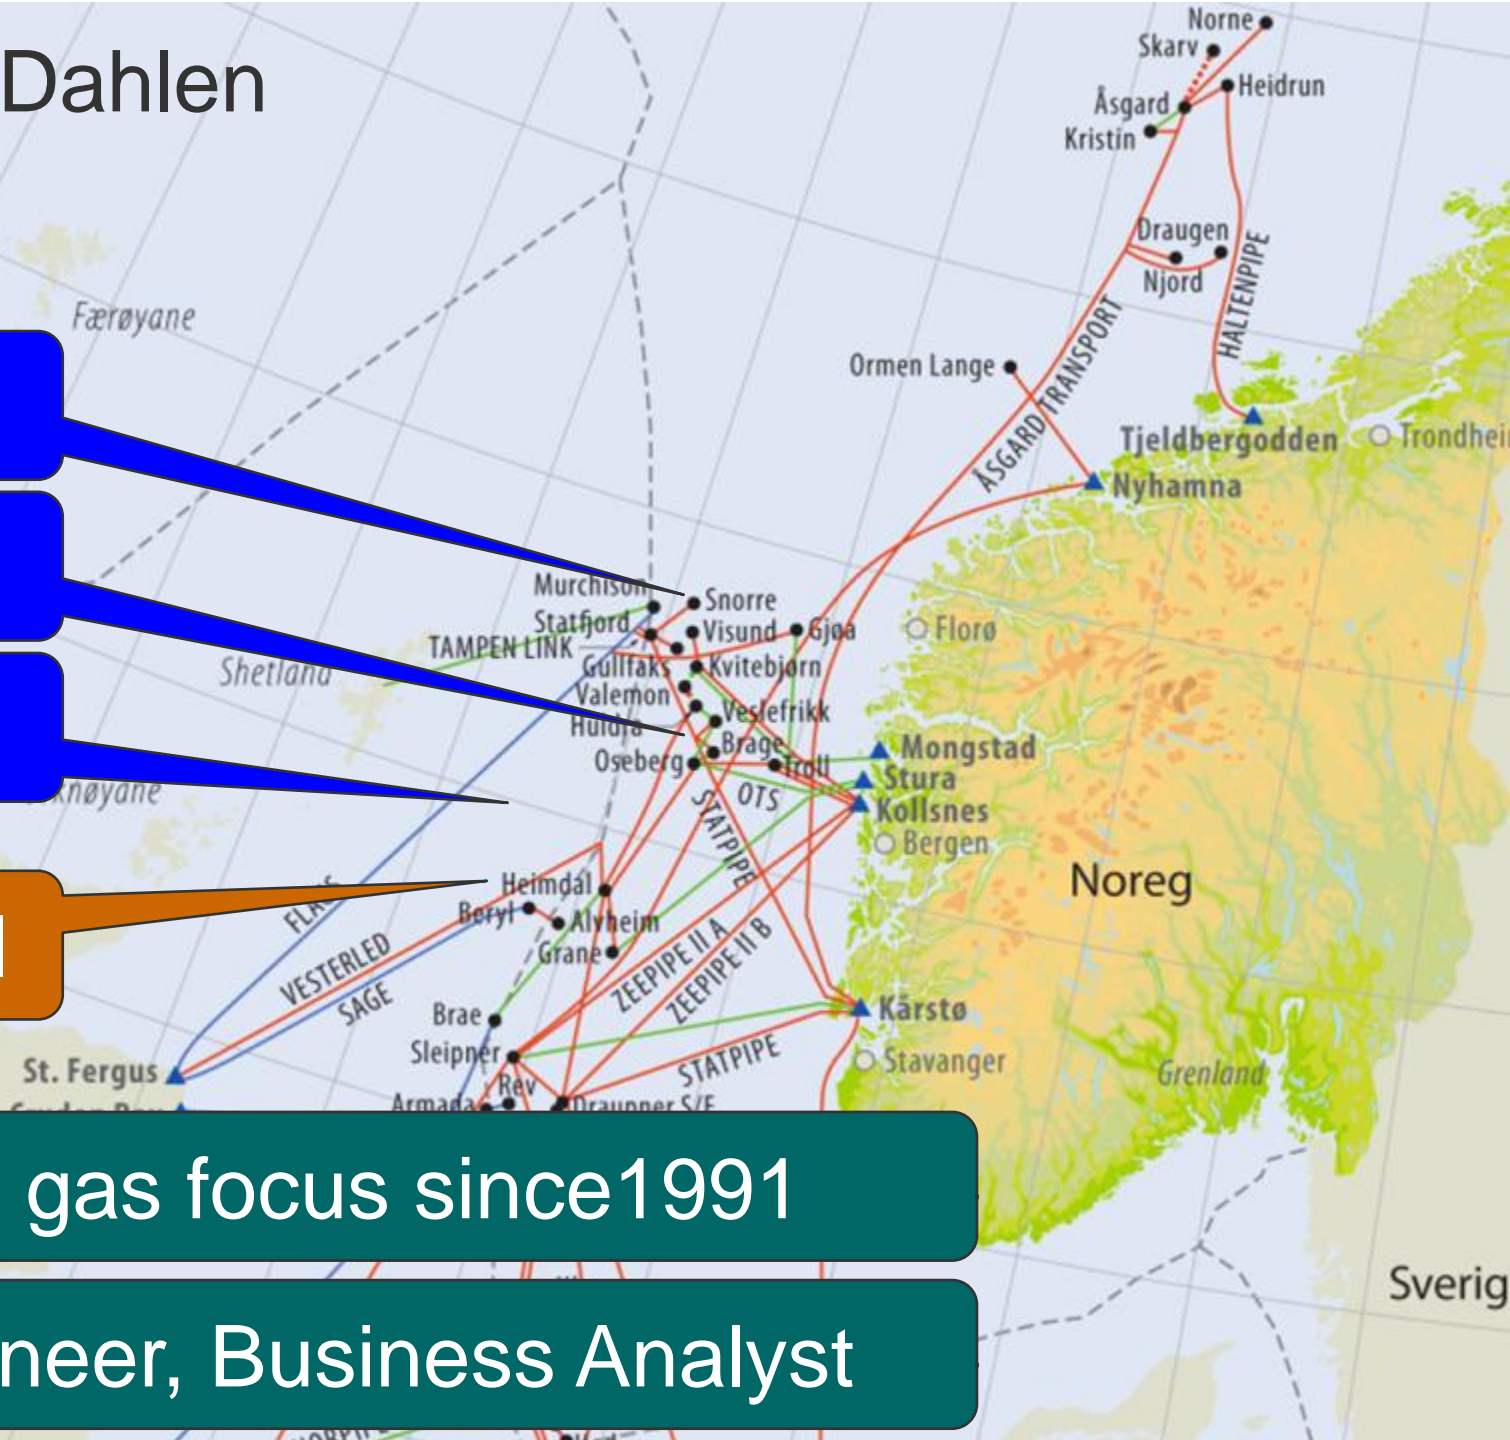 Dahlen
Norne
Skarv
Heidrun
Åsgard
Kristin
Draugen
Njord
HALTENPIPE
Færøyane
Ormen Lange
ÅSGARD TRANSPORT
Tjeldbergodden
Nyhamna
Murchison
Snorre
Statfjord
Visund
Gjøa
Florø
TAMPEN LINK
Gullfaks
Kvitebjørn
Shetland
Valemon
Veslefrikk
Huldra
Brage
Mongstad
Oseberg
Troll
Stura
OTS
Kollsnes
STATPIPE
Bergen
Noreg
Heimdal
FLAGS
Beryl
Alvheim
Grane
VESTERLED
ZEEPIPE II A
ZEEPIPE II B
SAGE
Brae
Kårstø
Sleipner
STATPIPE
Stavanger
St. Fergus
Rev
Grenland
Armada
Draupner S/E
gas focus since1991
Sverig
neer, Business Analyst